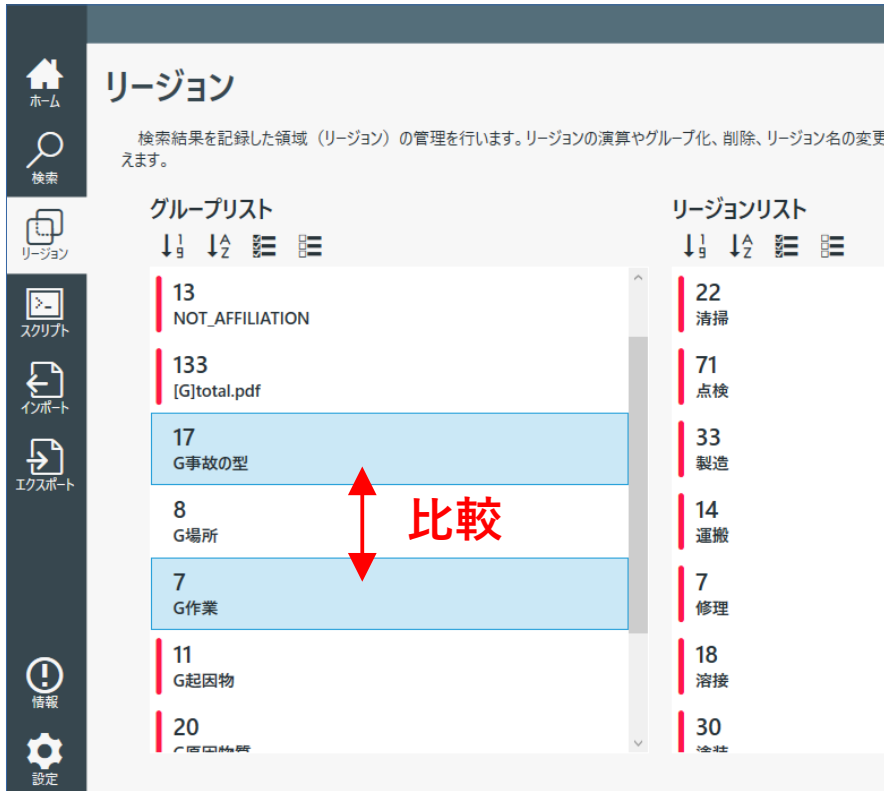 ホーム
検索
リージョン
スクリプト
インポート
エクスポート
情報
設定
リージョン
検索結果を記録した領域（リージョン）の管理を行います。リージョンの演算やグループ化、削除、リージョン名の変更
えます。
グループリスト
13
NOT_AFFILIATION
133
[G]total.pdf
17
G事故の型
8
G場所
7
G作業
11
G起因物
20
G原因物質
比較
リージョンリスト
22
清掃
71
点検
33
製造
14
運搬
7
修理
18
溶接
30
塗装